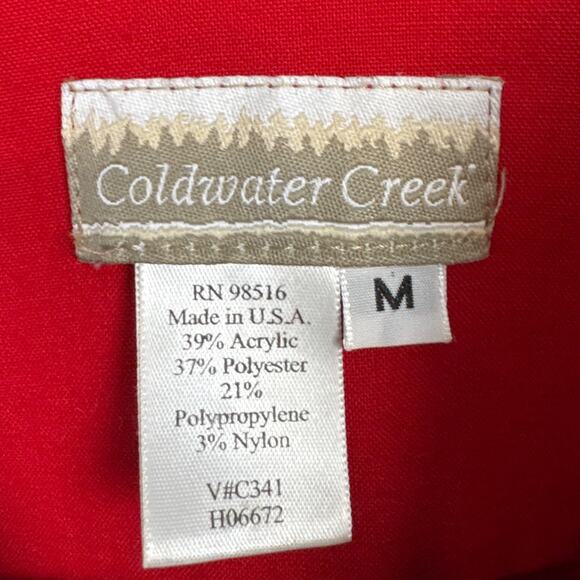 Coldwater Creek
RN 98516
Made in U.S.A.
39% Acrylic
37% Polyester
21%
Polypropylene
3% Nylon
V#C341
H06672
M